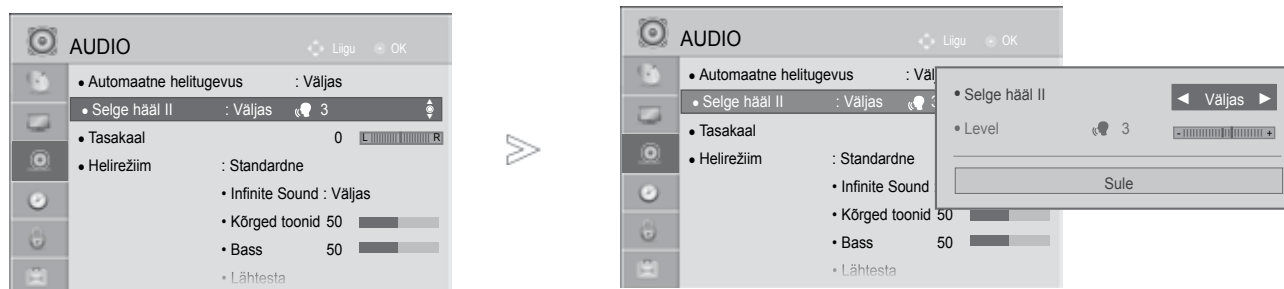 AUDIO
Liigu OK
• Automaatne helitugevus : Väljas
• Selge hääl II : Väljas 3
• Tasakaal 0 L R
• Helirežiim : Standardne
• Infinite Sound : Väljas
• Kõrged toonid 50
• Bass 50
• Lähtesta
AUDIO
Liigu OK
• Automaatne helitugevus : Väl
• Selge hääl II : Väljas 3
• Tasakaal
• Helirežiim : Standardne
• Infinite Sound :
• Kõrged toonid 50
• Bass 50
• Lähtesta
• Selge hääl II ◄ Väljas ►
• Level 3 - +
Sule